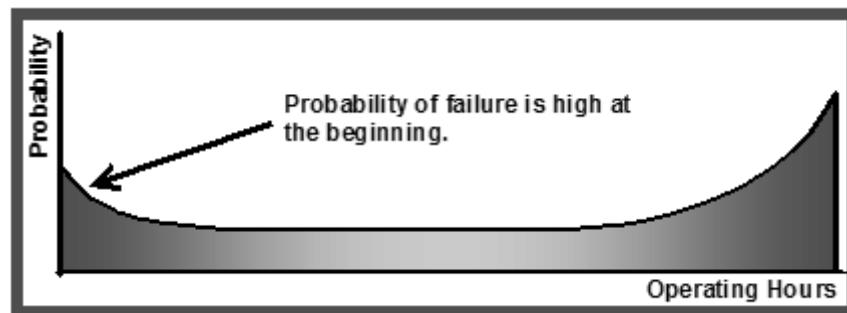 Probability
Probability of failure is high at
the beginning.
Operating Hours